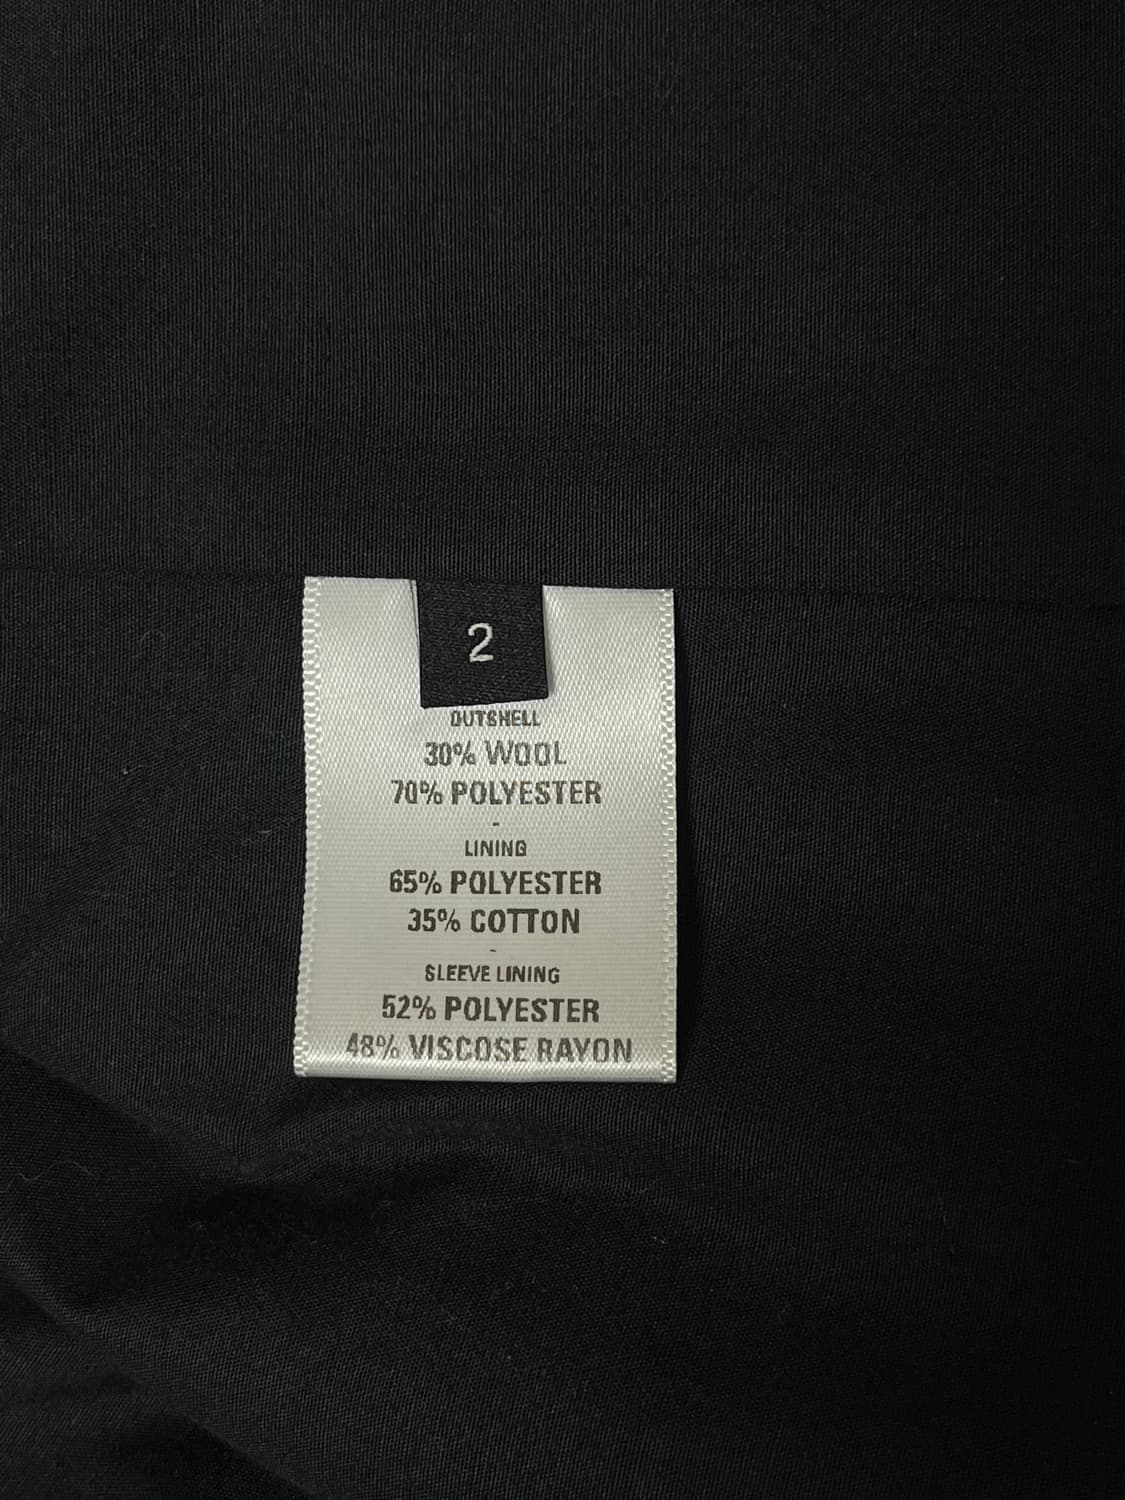 2
OUTSHELL
30% WOOL
70% POLYESTER
-
LINING
65% POLYESTER
35% COTTON
-
SLEEVE LINING
52% POLYESTER
48% VISCOSE RAYON